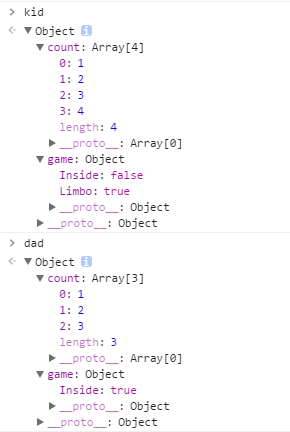 kid
Object i
count: Array[4]
0: 1
1: 2
2: 3
3: 4
length: 4
__proto__: Array[0]
game: Object
Inside: false
Limbo: true
__proto__: Object
__proto__: Object
dad
Object i
count: Array[3]
0: 1
1: 2
2: 3
length: 3
__proto__: Array[0]
game: Object
Inside: true
__proto__: Object
__proto__: Object